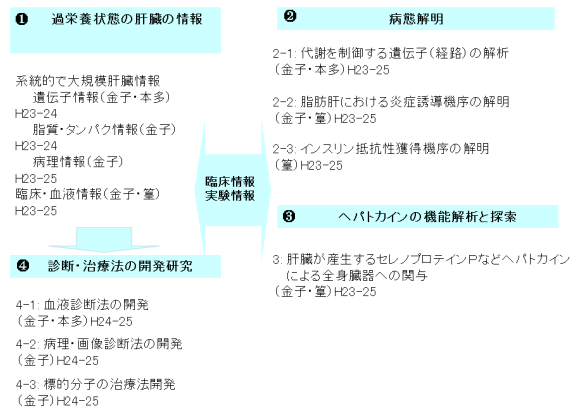 ❶ 過栄養状態の肝臓の情報
系統的で大規模肝臓情報
遺伝子情報(金子・本多)
H23-24
脂質・タンパク情報(金子)
H23-24
病理情報(金子)
H23-25
臨床・血液情報(金子・篁)
H23-25
❹ 診断・治療法の開発研究
4-1: 血液診断法の開発
(金子・本多)H24-25
4-2: 病理・画像診断法の開発
(金子)H24-25
4-3: 標的分子の治療法開発
(金子)H24-25
臨床情報
実験情報
❷ 病態解明
2-1: 代謝を制御する遺伝子(経路)の解析
(金子・本多)H23-25
2-2: 脂肪肝における炎症誘導機序の解明
(金子・篁)H23-25
2-3: インスリン抵抗性獲得機序の解明
(篁)H23-25
❸ ヘパトカインの機能解析と探索
3: 肝臓が産生するセレノプロテインPなどヘパトカイン
による全身臓器への関与
(金子・篁)H23-25